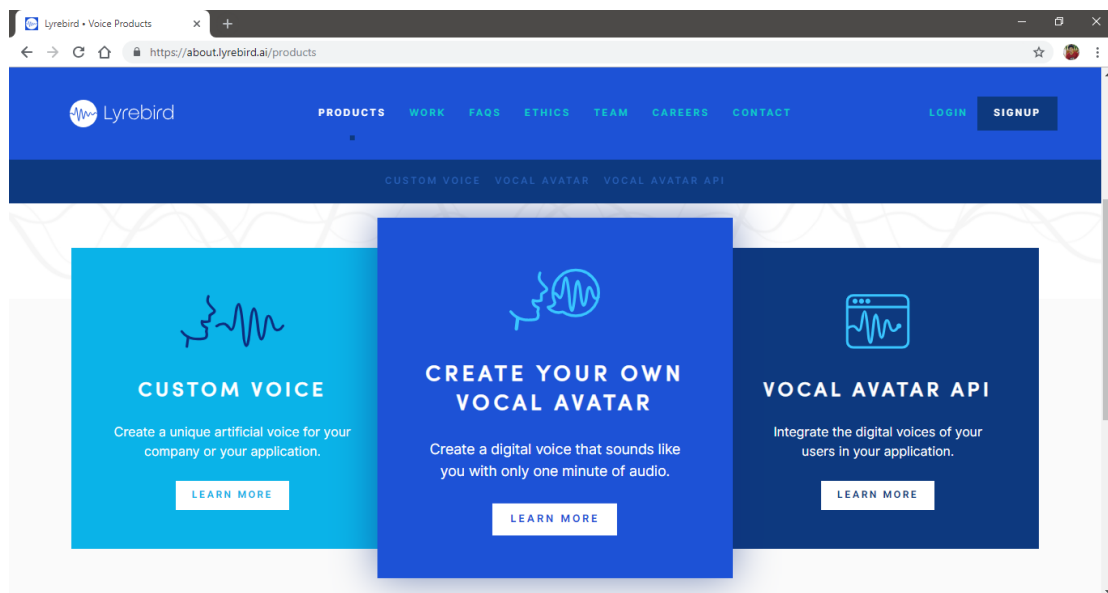 Lyrebird • Voice Products
https://about.lyrebird.ai/products
Lyrebird
PRODUCTS WORK FAQS ETHICS TEAM CAREERS CONTACT
LOGIN SIGNUP
CUSTOM VOICE VOCAL AVATAR VOCAL AVATAR API
CUSTOM VOICE
Create a unique artificial voice for your
company or your application.
LEARN MORE
CREATE YOUR OWN
VOCAL AVATAR
Create a digital voice that sounds like
you with only one minute of audio.
LEARN MORE
VOCAL AVATAR API
Integrate the digital voices of your
users in your application.
LEARN MORE